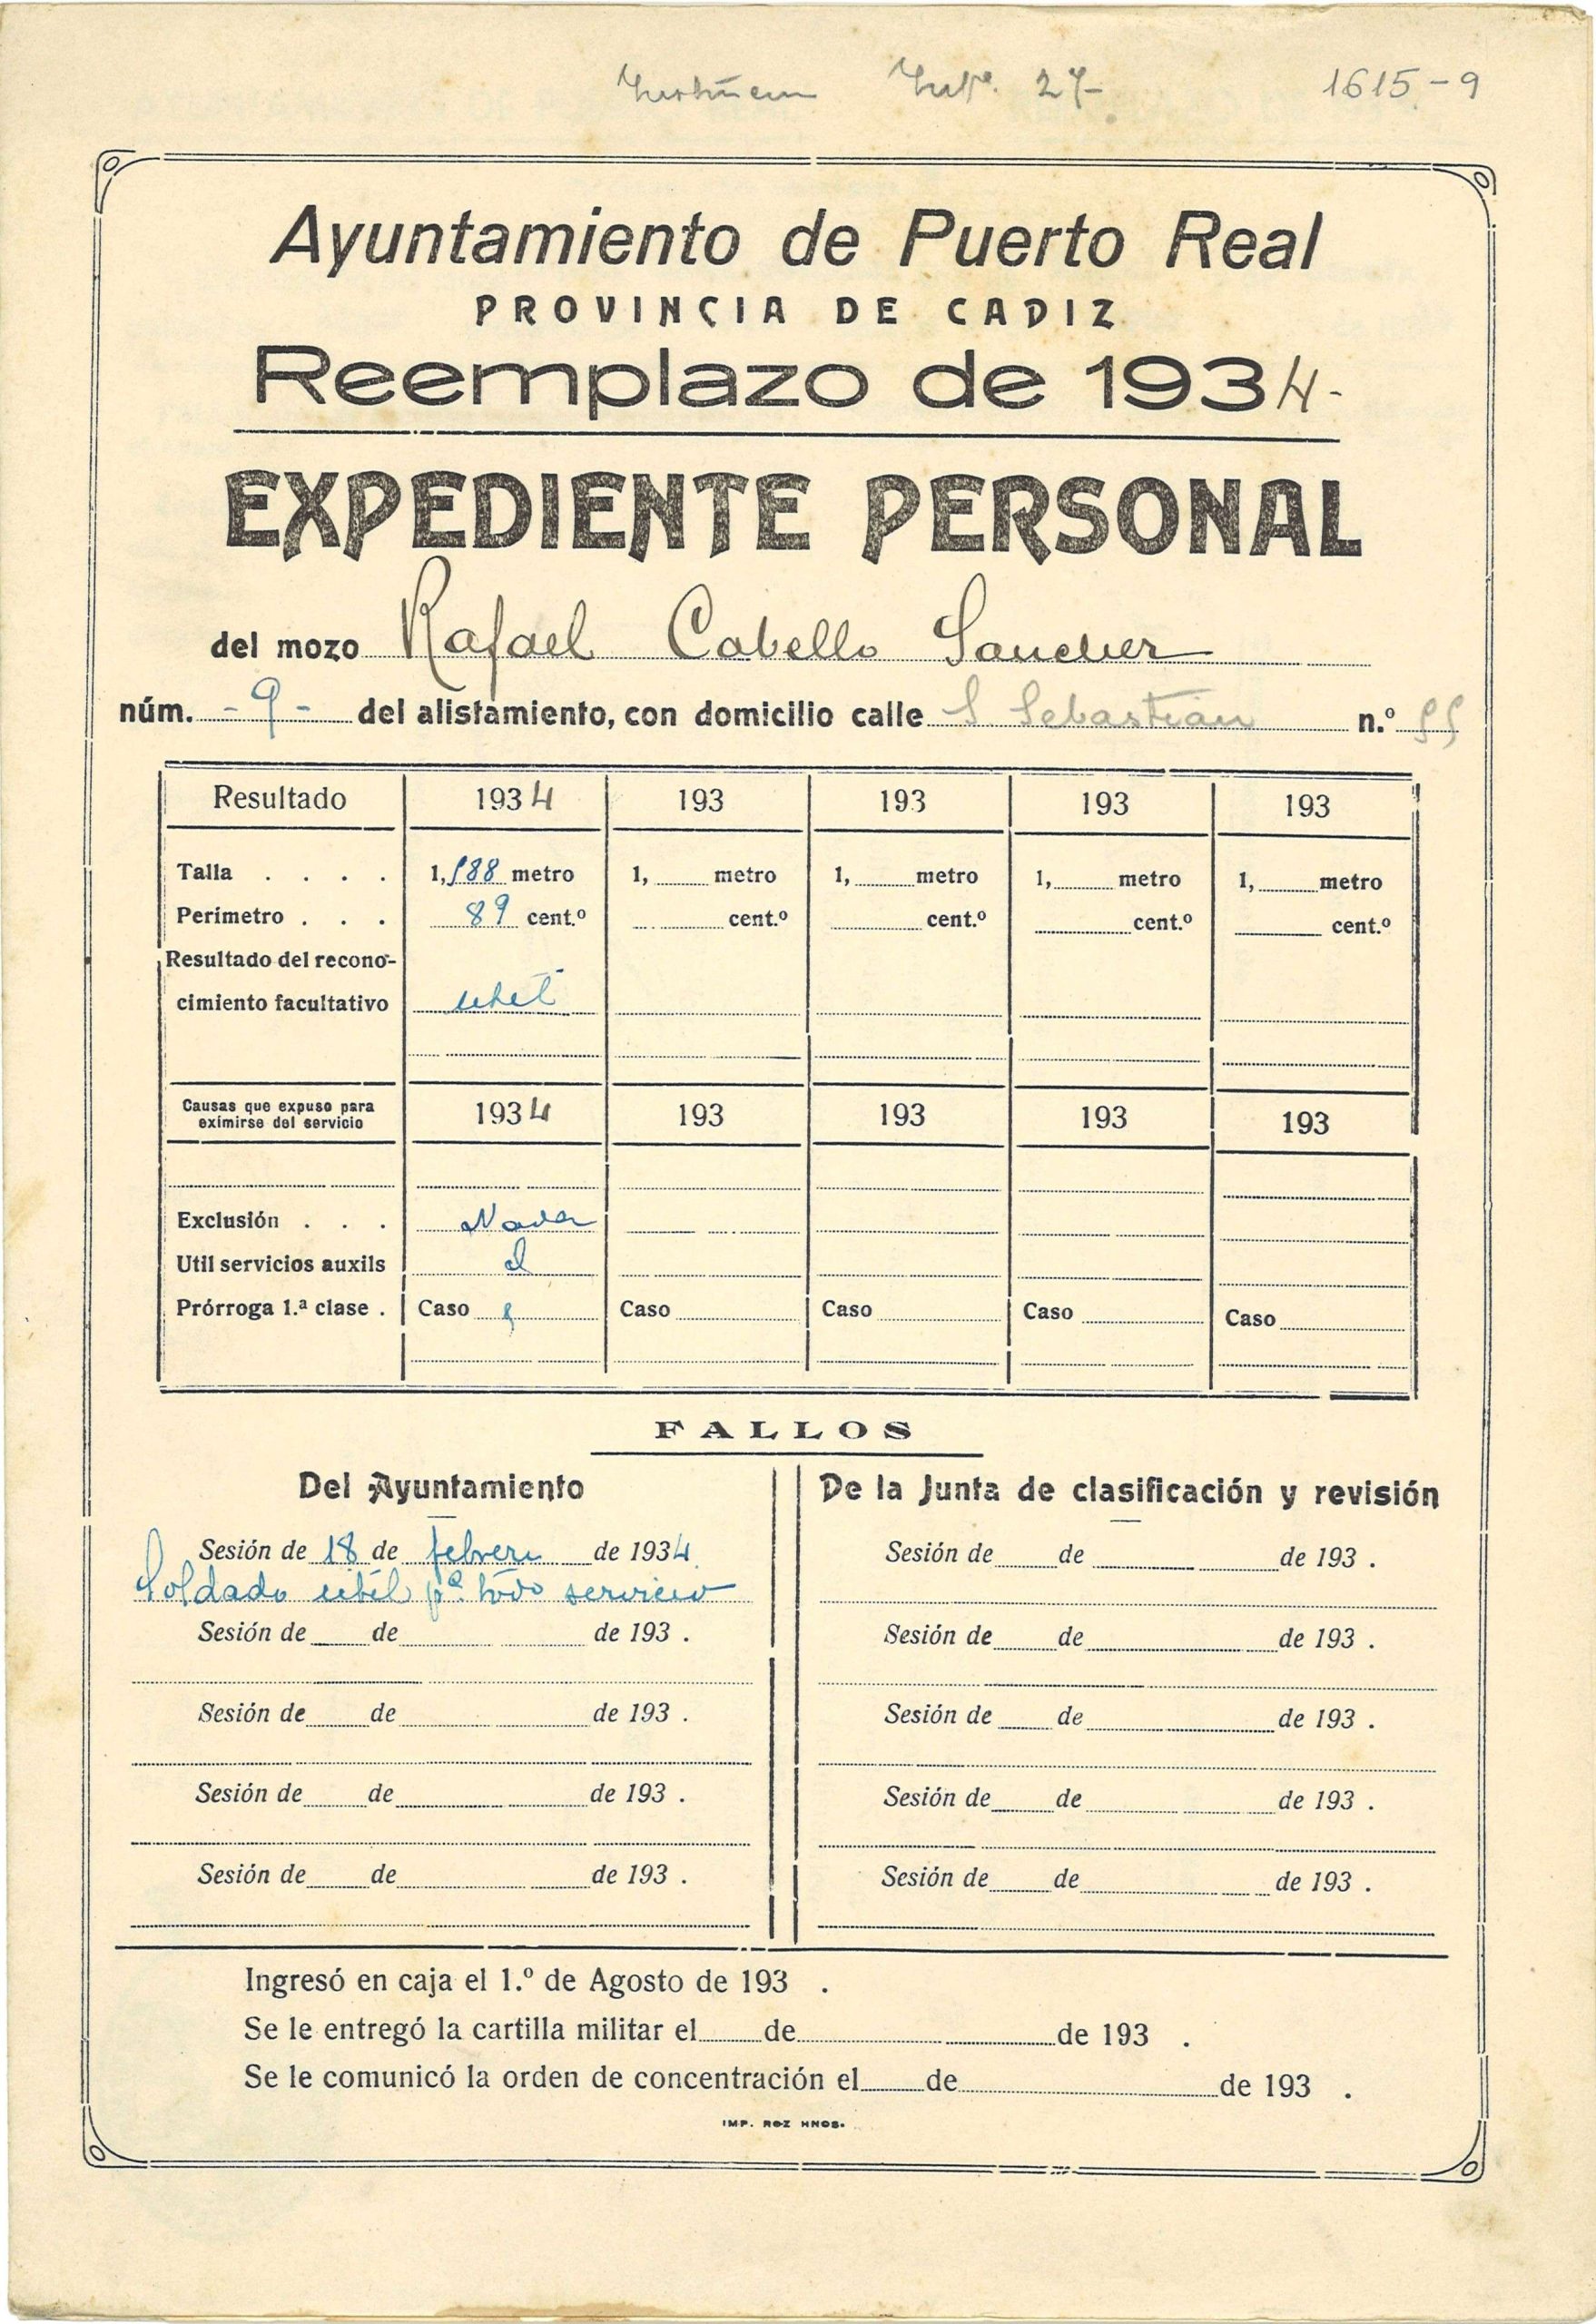 27-
1615-9
Ayuntamiento de Puerto Real
PROVINCIA DE CADIZ
Reemplazo de 1934-
EXPEDIENTE PERSONAL
del mozo Rafael Cabello Sanchez
núm. -9- del alistamiento, con domicilio calle S Sebastian n.º 55
Resultado 1934 193 193 193 193
Talla . . . . 1,588 metro 1, metro 1, metro 1, metro 1, metro
Perimetro . . . 89 cent.º cent.º cent.º cent.º cent.º
Resultado del recono-
cimiento facultativo util
Causas que expuso para
eximirse del servicio 1934 193 193 193 193
Exclusión . . . Nada
Util servicios auxils
Prórroga 1.ª clase . Caso Caso Caso Caso Caso
FALLOS
Del Ayuntamiento De la Junta de clasificación y revisión
Sesión de 18 de febrero de 1934 Sesión de de de 193 .
Soldado util pª todo servicio
Sesión de de de 193 . Sesión de de de 193 .
Sesión de de de 193 . Sesión de de de 193 .
Sesión de de de 193 . Sesión de de de 193 .
Sesión de de de 193 . Sesión de de de 193 .
Ingresó en caja el 1.º de Agosto de 193 .
Se le entregó la cartilla militar el de de 193 .
Se le comunicó la orden de concentración el de de 193 .
IMP. ROZ HNOS.